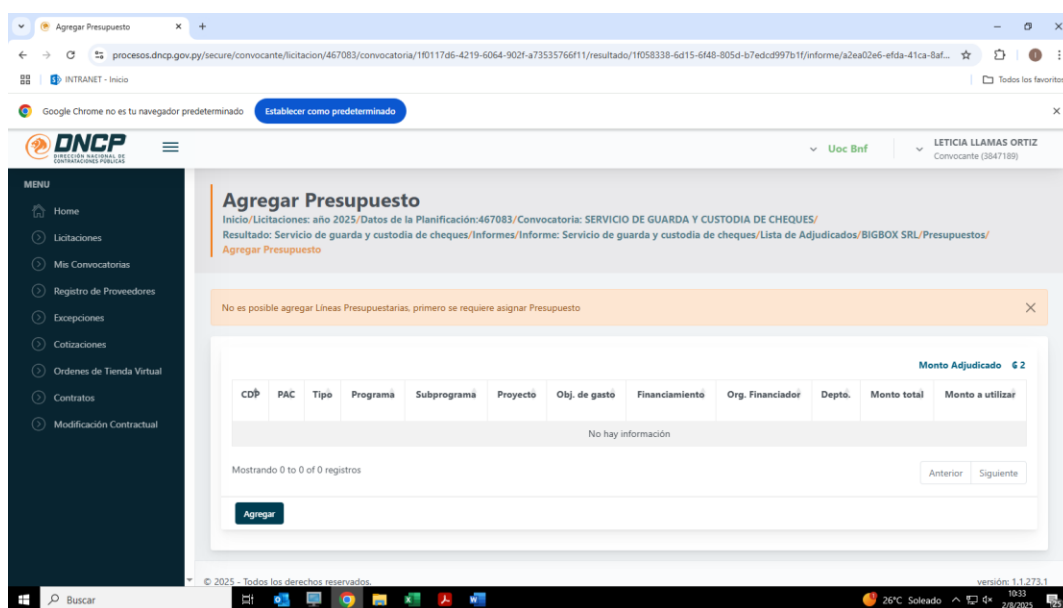 Agregar Presupuesto
procesos.dncp.gov.py/secure/convocante/licitacion/467083/convocatoria/1f0117d6-4219-6064-902f-a73535766f11/resultado/1f058338-6d15-6f48-805d-b7edcd997b1f/informe/a2ea02e6-efda-41ca-8af...
INTRANET - Inicio
Todos los favoritos
Google Chrome no es tu navegador predeterminado
Establecer como predeterminado
DNCP
DIRECCIÓN NACIONAL DE
CONTRATACIONES PÚBLICAS
Uoc Bnf
LETICIA LLAMAS ORTIZ
Convocante (3847189)
MENU
Home
Licitaciones
Mis Convocatorias
Registro de Proveedores
Excepciones
Cotizaciones
Ordenes de Tienda Virtual
Contratos
Modificación Contractual
Agregar Presupuesto
Inicio/Licitaciones: año 2025/Datos de la Planificación:467083/Convocatoria: SERVICIO DE GUARDA Y CUSTODIA DE CHEQUES/
Resultado: Servicio de guarda y custodia de cheques/Informes/Informe: Servicio de guarda y custodia de cheques/Lista de Adjudicados/BIGBOX SRL/Presupuestos/
Agregar Presupuesto
No es posible agregar Líneas Presupuestarias, primero se requiere asignar Presupuesto
Monto Adjudicado ₲ 2
CDP PAC Tipo Programa Subprograma Proyecto Obj. de gasto Financiamiento Org. Financiador Depto. Monto total Monto a utilizar
No hay información
Mostrando 0 to 0 of 0 registros
Anterior Siguiente
Agregar
© 2025 - Todos los derechos reservados.
versión: 1.1.273.1
Buscar
26°C Soleado
10:33
2/8/2025